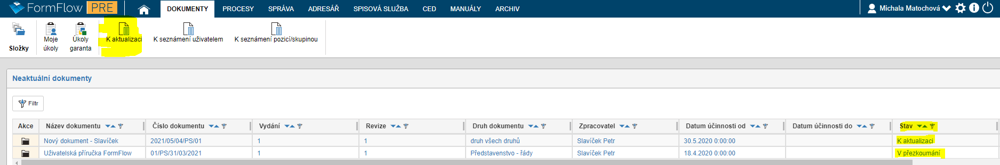 FormFlow PRE DOKUMENTY PROCESY SPRÁVA ADRESÁŘ SPISOVÁ SLUŽBA CED MANUÁLY ARCHIV Michala Matochová
Složky
Moje úkoly
Úkoly garanta
K aktualizaci
K seznámení uživatelem
K seznámení pozicí/skupinou
Neaktuální dokumenty
Filtr
Akce Název dokumentu Číslo dokumentu Vydání Revize Druh dokumentu Zpracovatel Datum účinnosti od Datum účinnosti do Stav
Nový dokument - Slavíček 2021/05/04/PS/01 1 1 druh všech druhů Slavíček Petr 30.5.2020 0:00:00 K aktualizaci
Uživatelská příručka FormFlow 01/PS/31/03/2021 1 1 Představenstvo - řády Slavíček Petr 18.4.2020 0:00:00 V přezkoumání